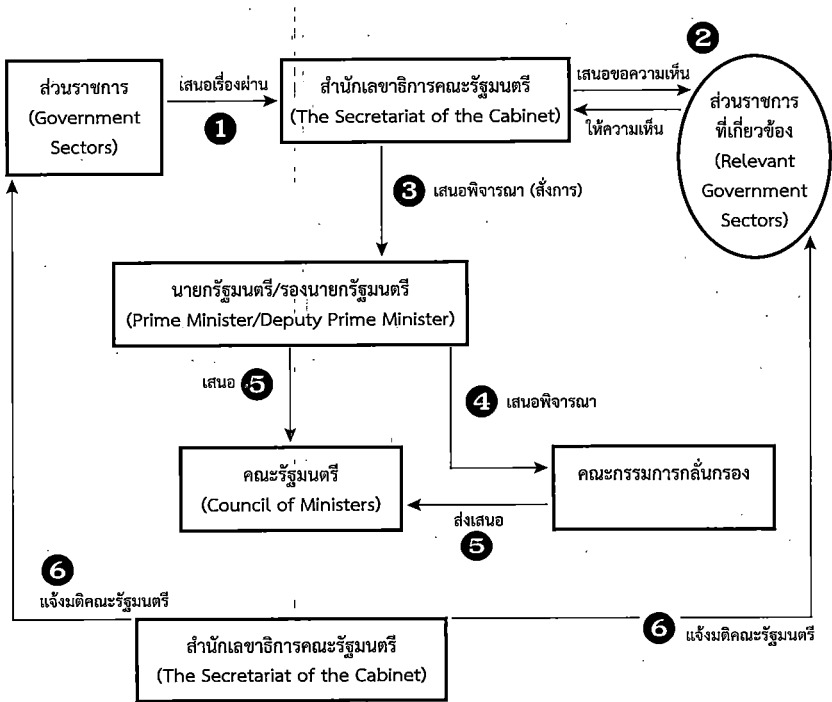 ส่วนราชการ
(Government
Sectors)
เสนอเรื่องผ่าน
1
สำนักเลขาธิการคณะรัฐมนตรี
(The Secretariat of the Cabinet)
เสนอขอความเห็น
ให้ความเห็น
2
ส่วนราชการ
ที่เกี่ยวข้อง
(Relevant
Government
Sectors)
3 เสนอพิจารณา (สั่งการ)
นายกรัฐมนตรี/รองนายกรัฐมนตรี
(Prime Minister/Deputy Prime Minister)
เสนอ 5
4 เสนอพิจารณา
คณะรัฐมนตรี
(Council of Ministers)
คณะกรรมการกลั่นกรอง
ส่งเสนอ
5
6
แจ้งมติคณะรัฐมนตรี
สำนักเลขาธิการคณะรัฐมนตรี
(The Secretariat of the Cabinet)
6 แจ้งมติคณะรัฐมนตรี